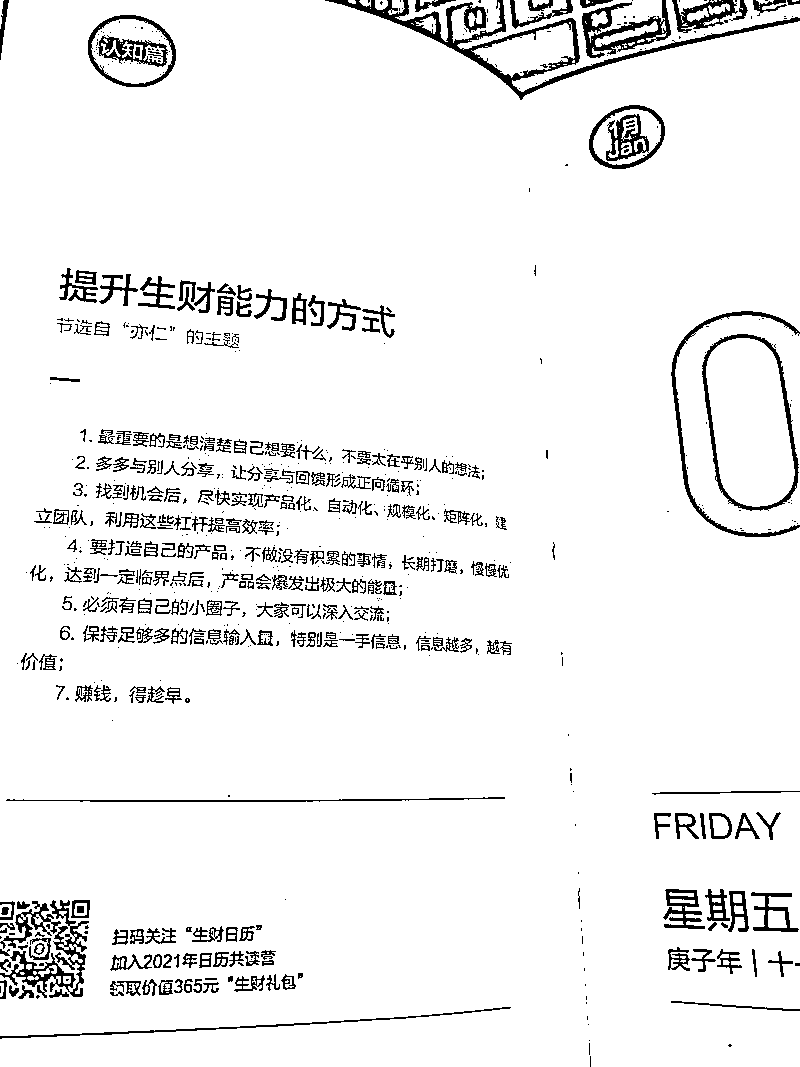 认知篇
提升生财能力的方式
节选自“亦仁”的主题
1. 最重要的是想清楚自己想要什么，不要太在乎别人的想法；
2. 多多与别人分享，让分享与回馈形成正向循环；
3. 找到机会后，尽快实现产品化、自动化、规模化、矩阵化，建
立团队，利用这些杠杆提高效率；
4. 要打造自己的产品，不做没有积累的事情，长期打磨，慢慢优
化，达到一定临界点后，产品会爆发出极大的能量；
5. 必须有自己的小圈子，大家可以深入交流；
6. 保持足够多的信息输入量，特别是一手信息，信息越多，越有
价值；
7. 赚钱，得趁早。
扫码关注“生财日历”
加入2021年日历共读营
领取价值365元“生财礼包”
1月
Jan
0
FRIDAY
星期五
庚子年 | 十